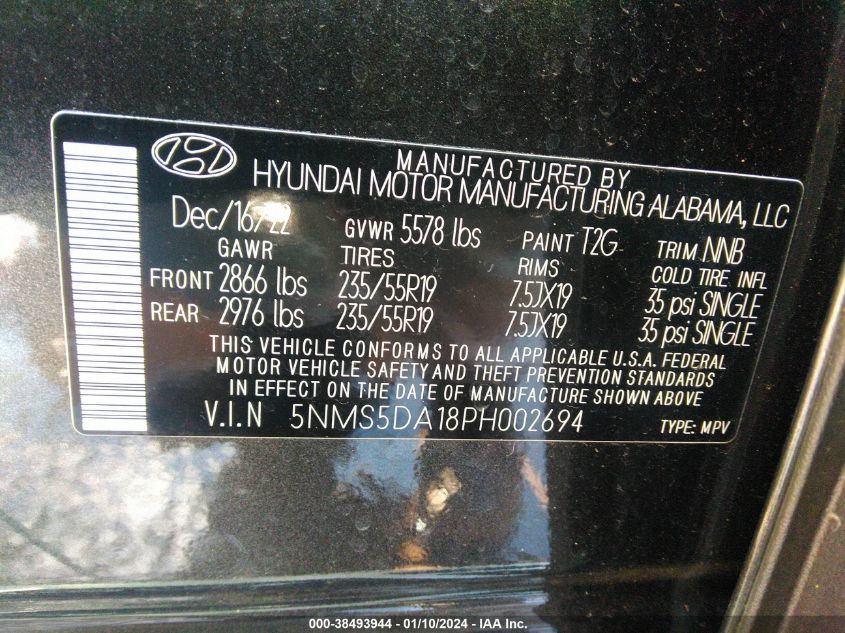 MANUFACTURED BY
HYUNDAI MOTOR MANUFACTURING ALABAMA, LLC
Dec/16/22 GVWR 5578 lbs PAINT T2G TRIM NNB
GAWR TIRES RIMS COLD TIRE INFL
FRONT 2866 lbs 235/55R19 7.5JX19 35 psi SINGLE
REAR 2976 lbs 235/55R19 7.5JX19 35 psi SINGLE
THIS VEHICLE CONFORMS TO ALL APPLICABLE U.S.A. FEDERAL
MOTOR VEHICLE SAFETY AND THEFT PREVENTION STANDARDS
IN EFFECT ON THE DATE OF MANUFACTURE SHOWN ABOVE
V.I.N 5NMS5DA18PH002694 TYPE: MPV
000-38493944 - 01/10/2024 - IAA Inc.